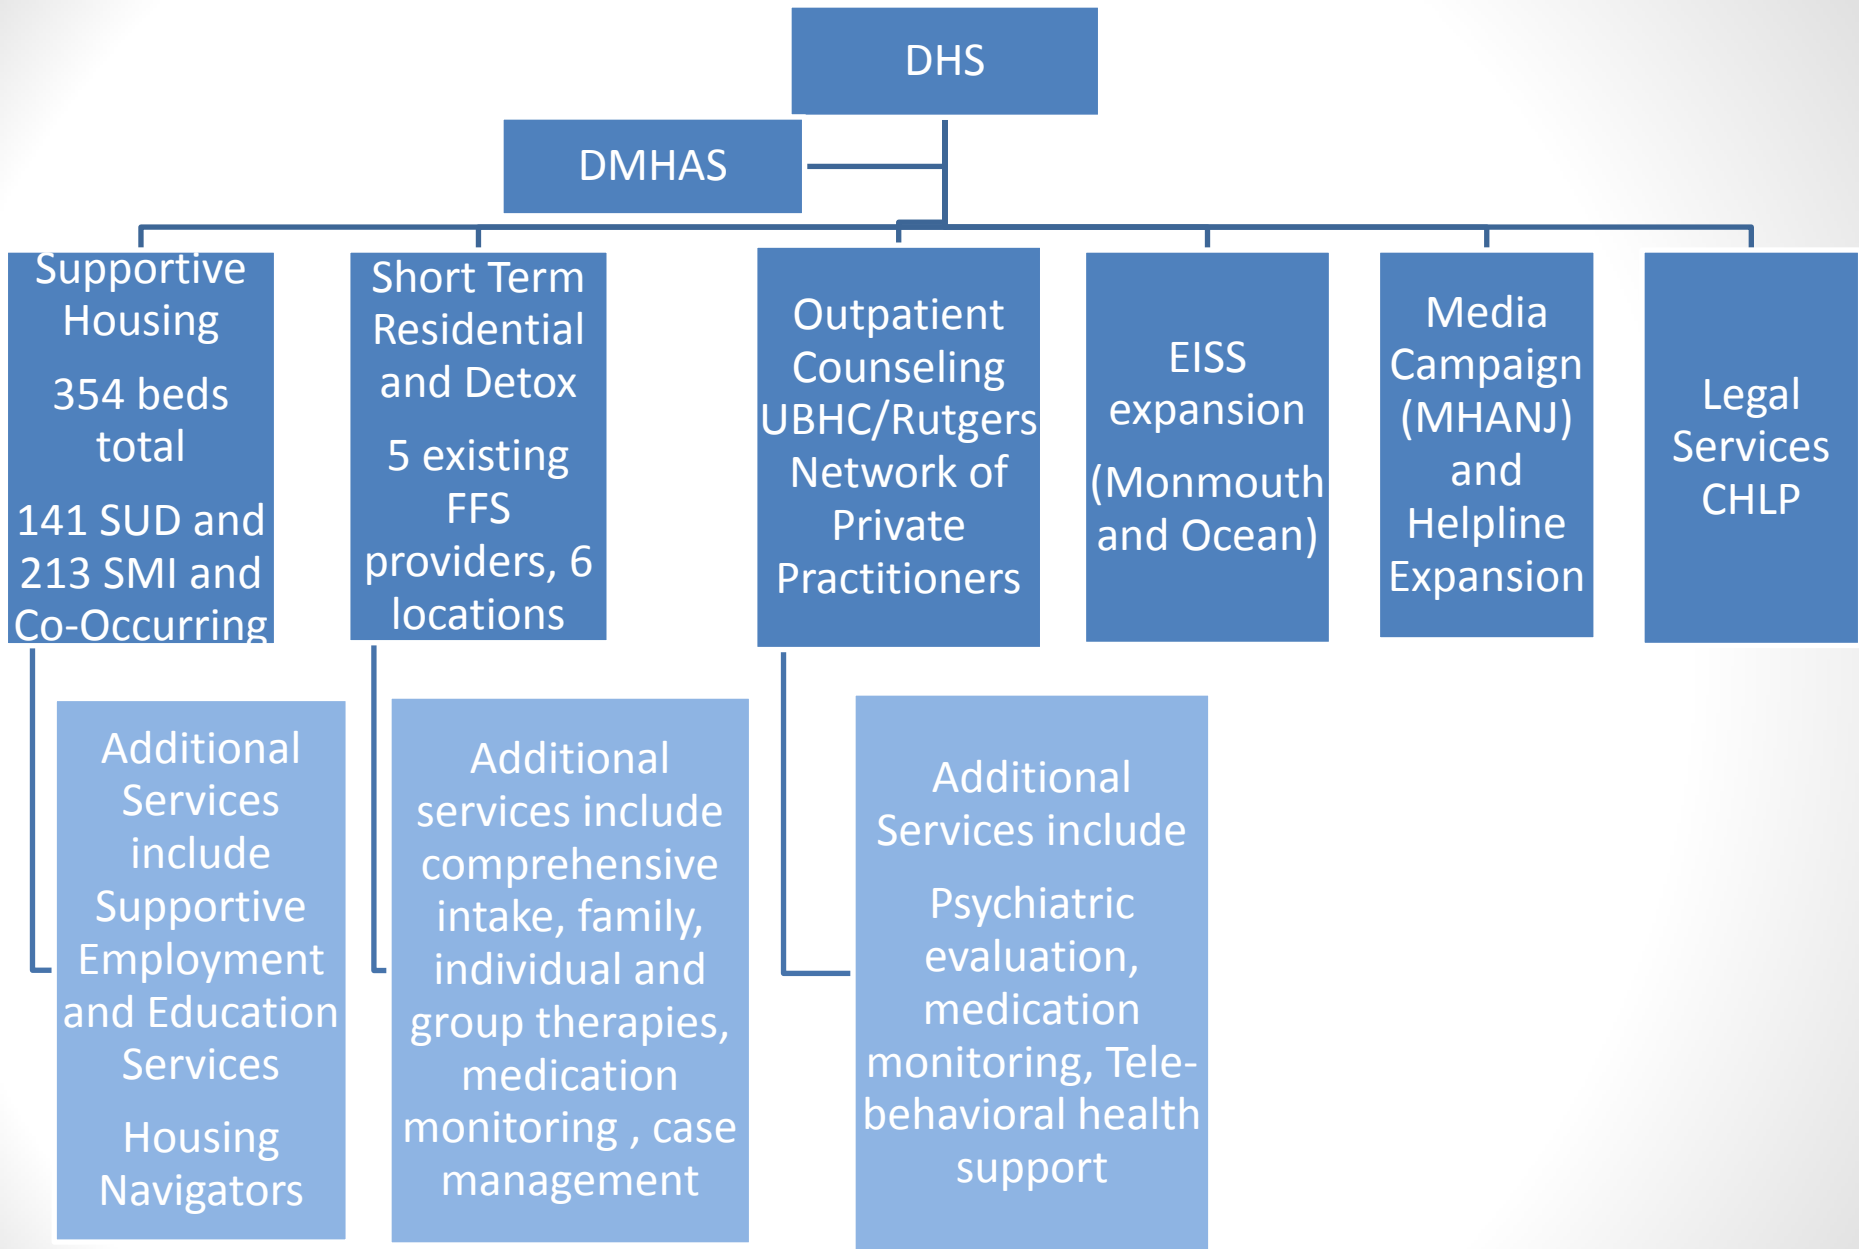 DHS
DMHAS
Supportive
Housing
354 beds
total
141 SUD and
213 SMI and
Co-Occurring
Short Term
Residential
and Detox
5 existing
FFS
providers, 6
locations
Outpatient
Counseling
UBHC/Rutgers
Network of
Private
Practitioners
EISS
expansion
(Monmouth
and Ocean)
Media
Campaign
(MHANJ)
and
Helpline
Expansion
Legal
Services
CHLP
Additional
Services
include
Supportive
Employment
and Education
Services
Housing
Navigators
Additional
services include
comprehensive
intake, family,
individual and
group therapies,
medication
monitoring , case
management
Additional
Services include
Psychiatric
evaluation,
medication
monitoring, Tele-
behavioral health
support